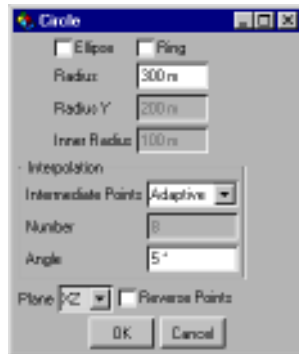 Circle
Ellipse Ring
Radius 300 m
Radius Y 200 m
Inner Radius 100 m
Interpolation
Intermediate Points Adaptive
Number 8
Angle 5 °
Plane XZ Reverse Points
OK Cancel